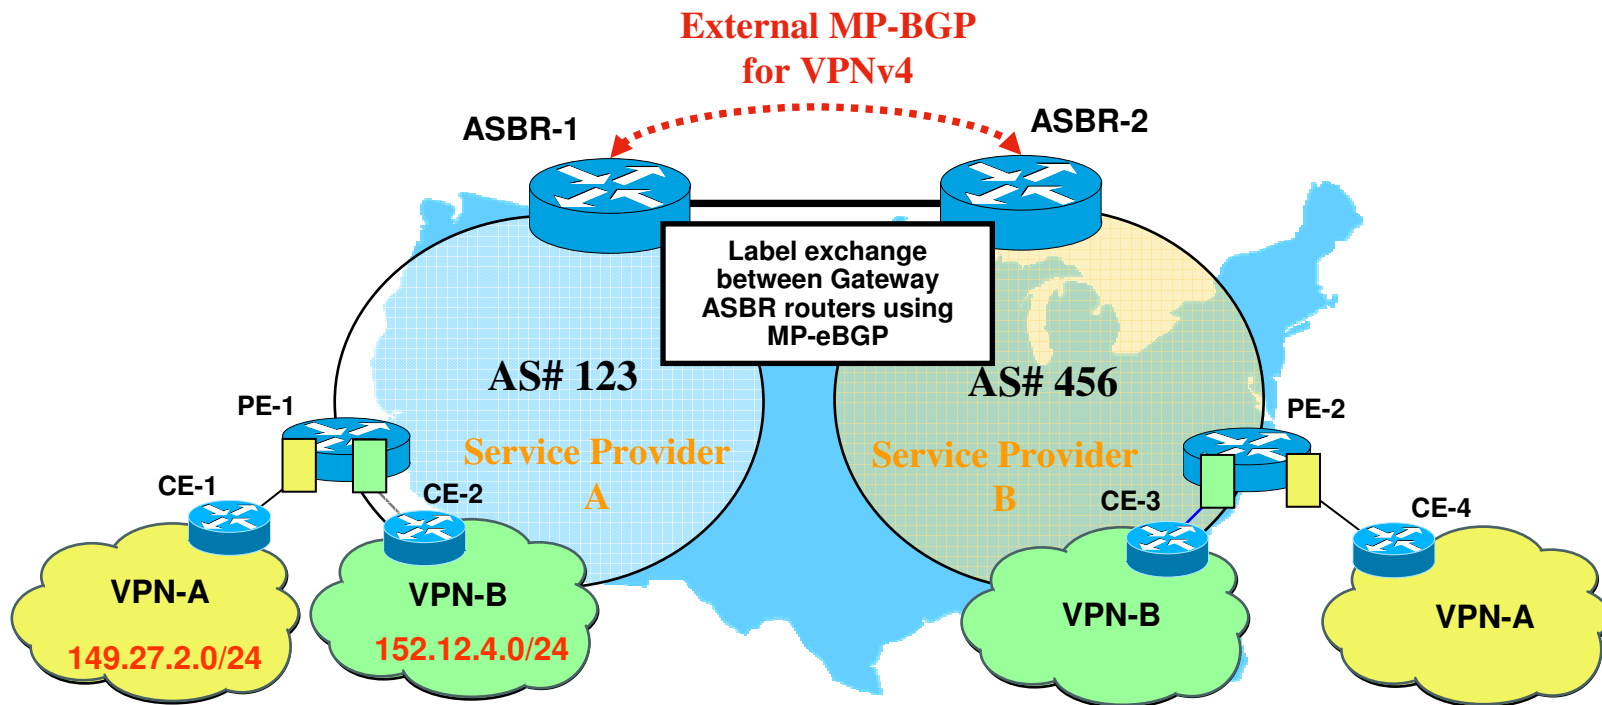 External MP-BGP
for VPNv4
ASBR-1
ASBR-2
Label exchange
between Gateway
ASBR routers using
MP-eBGP
AS# 123
AS# 456
PE-1
PE-2
Service Provider
A
Service Provider
B
CE-1
CE-2
CE-3
CE-4
VPN-A
149.27.2.0/24
VPN-B
152.12.4.0/24
VPN-B
VPN-A